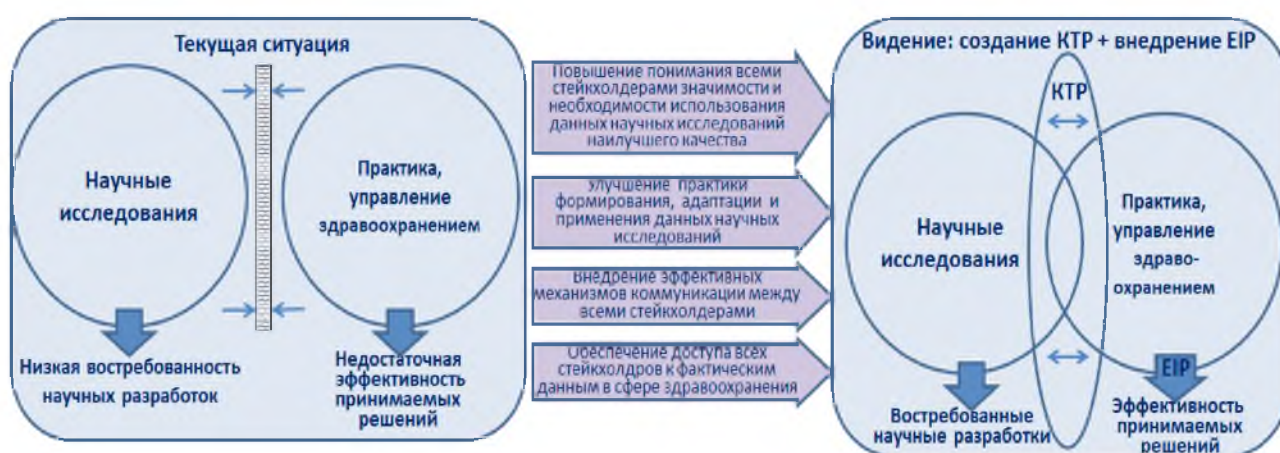 Текущая ситуация
Научные
исследования
Практика,
управление
здравоохранением
Низкая востребованность
научных разработок
Недостаточная
эффективность
принимаемых
решений
Повышение понимания всеми
стейкхолдерами значимости и
необходимости использования
данных научных исследований
наилучшего качества
Улучшение практики
формирования, адаптации и
применения данных научных
исследований
Внедрение эффективных
механизмов коммуникации между
всеми стейкхолдерами
Обеспечение доступа всех
стейкхолдров к фактическим
данным в сфере здравоохранения
Видение: создание КТР + внедрение EIP
КТР
Научные
исследования
Практика,
управление
здраво-
охранением
EIP
Востребованные
научные разработки
Эффективность
принимаемых
решений